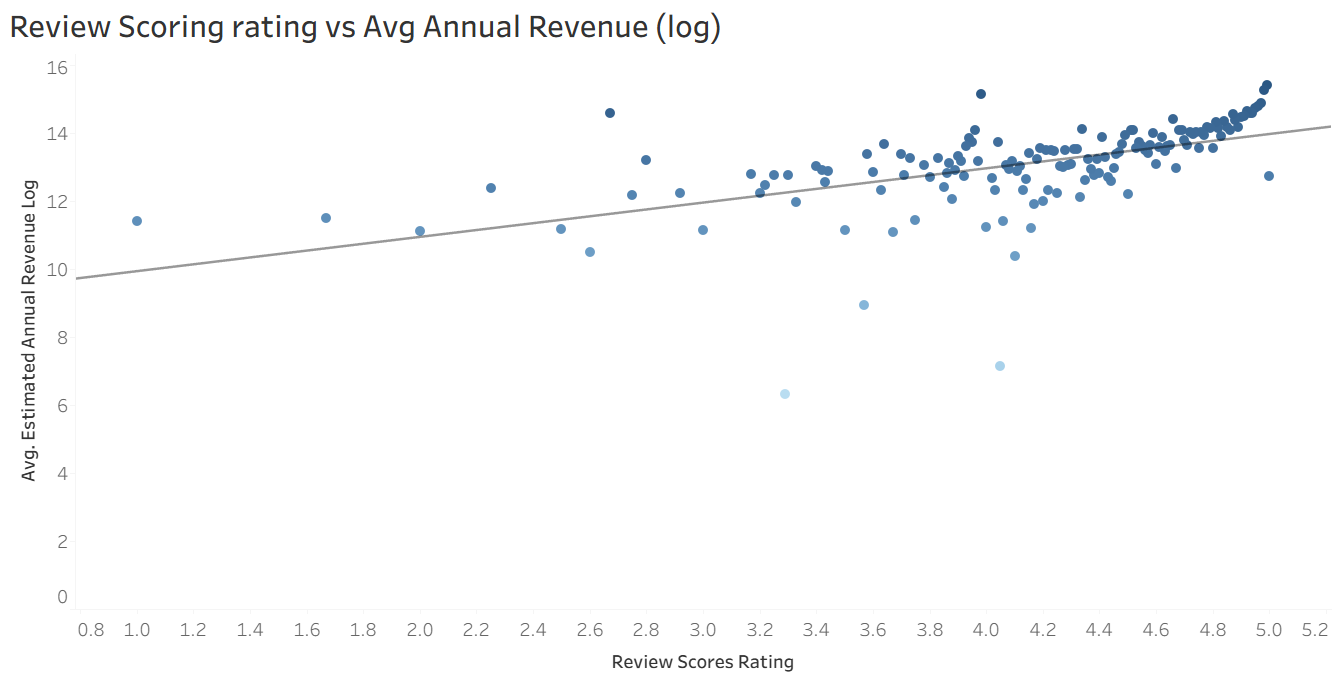 Review Scoring rating vs Avg Annual Revenue (log)
16
14
12
10
8
6
4
2
0
Avg. Estimated Annual Revenue Log
0.8 1.0 1.2 1.4 1.6 1.8 2.0 2.2 2.4 2.6 2.8 3.0 3.2 3.4 3.6 3.8 4.0 4.2 4.4 4.6 4.8 5.0 5.2
Review Scores Rating